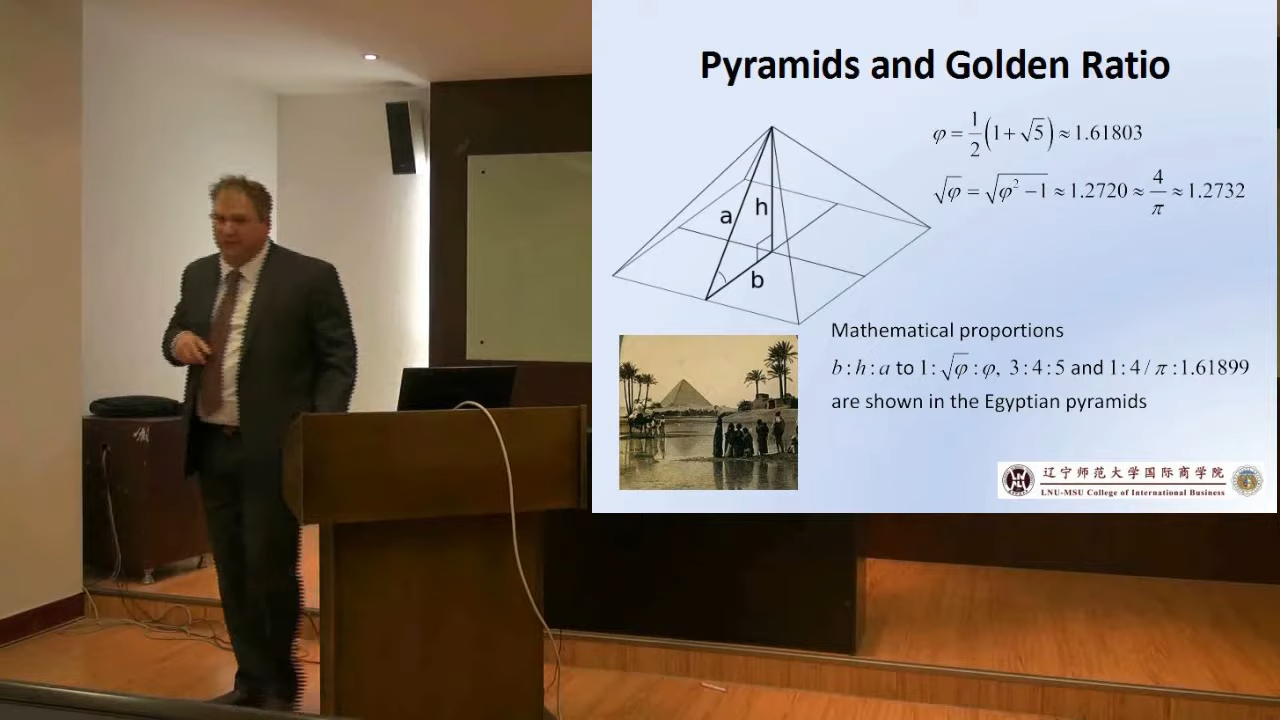 Pyramids and Golden Ratio
φ = 1/2 (1 + √5) ≈ 1.61803
√φ = √(φ² − 1) ≈ 1.2720 ≈ 4/π ≈ 1.2732
a
h
b
Mathematical proportions
b : h : a to 1 : √φ : φ, 3 : 4 : 5 and 1 : 4 / π : 1.61899
are shown in the Egyptian pyramids
辽宁师范大学国际商学院
LNU-MSU College of International Business